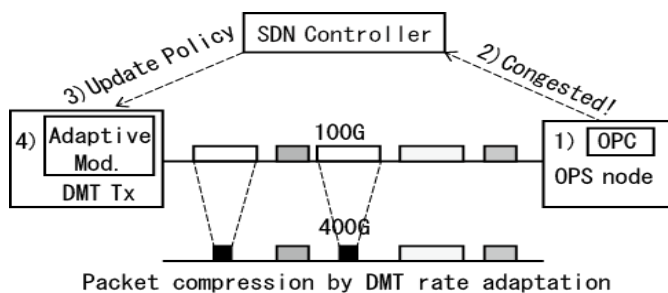 SDN Controller
3)Update Policy
2)Congested!
4)
Adaptive
Mod.
DMT Tx
100G
1)
OPC
OPS node
400G
Packet compression by DMT rate adaptation